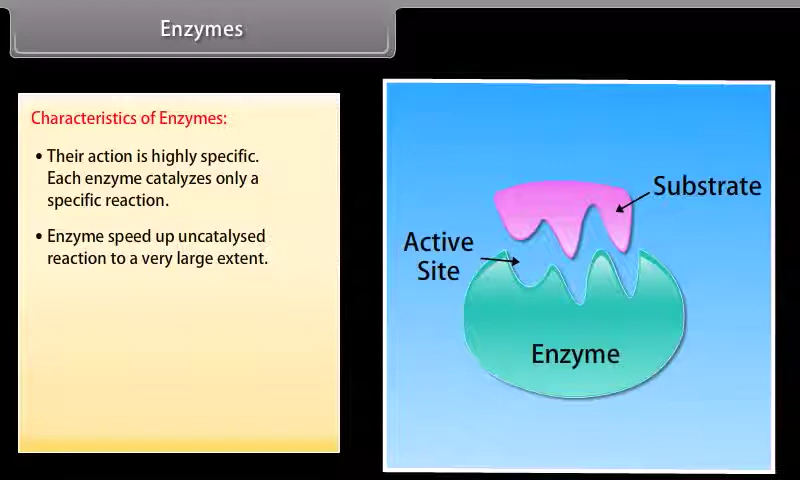 Enzymes
Characteristics of Enzymes:
• Their action is highly specific.
Each enzyme catalyzes only a
specific reaction.
• Enzyme speed up uncatalysed
reaction to a very large extent.
Substrate
Active
Site
Enzyme